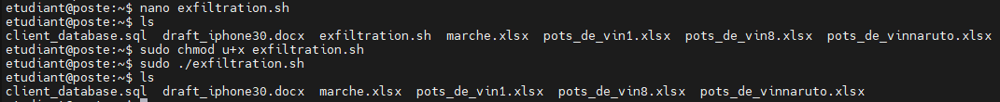 etudiant@poste:~$ nano exfiltration.sh
etudiant@poste:~$ ls
client_database.sql  draft_iphone30.docx  exfiltration.sh  marche.xlsx  pots_de_vin1.xlsx  pots_de_vin8.xlsx  pots_de_vinnaruto.xlsx
etudiant@poste:~$ sudo chmod u+x exfiltration.sh
etudiant@poste:~$ sudo ./exfiltration.sh
etudiant@poste:~$ ls
client_database.sql  draft_iphone30.docx  marche.xlsx  pots_de_vin1.xlsx  pots_de_vin8.xlsx  pots_de_vinnaruto.xlsx